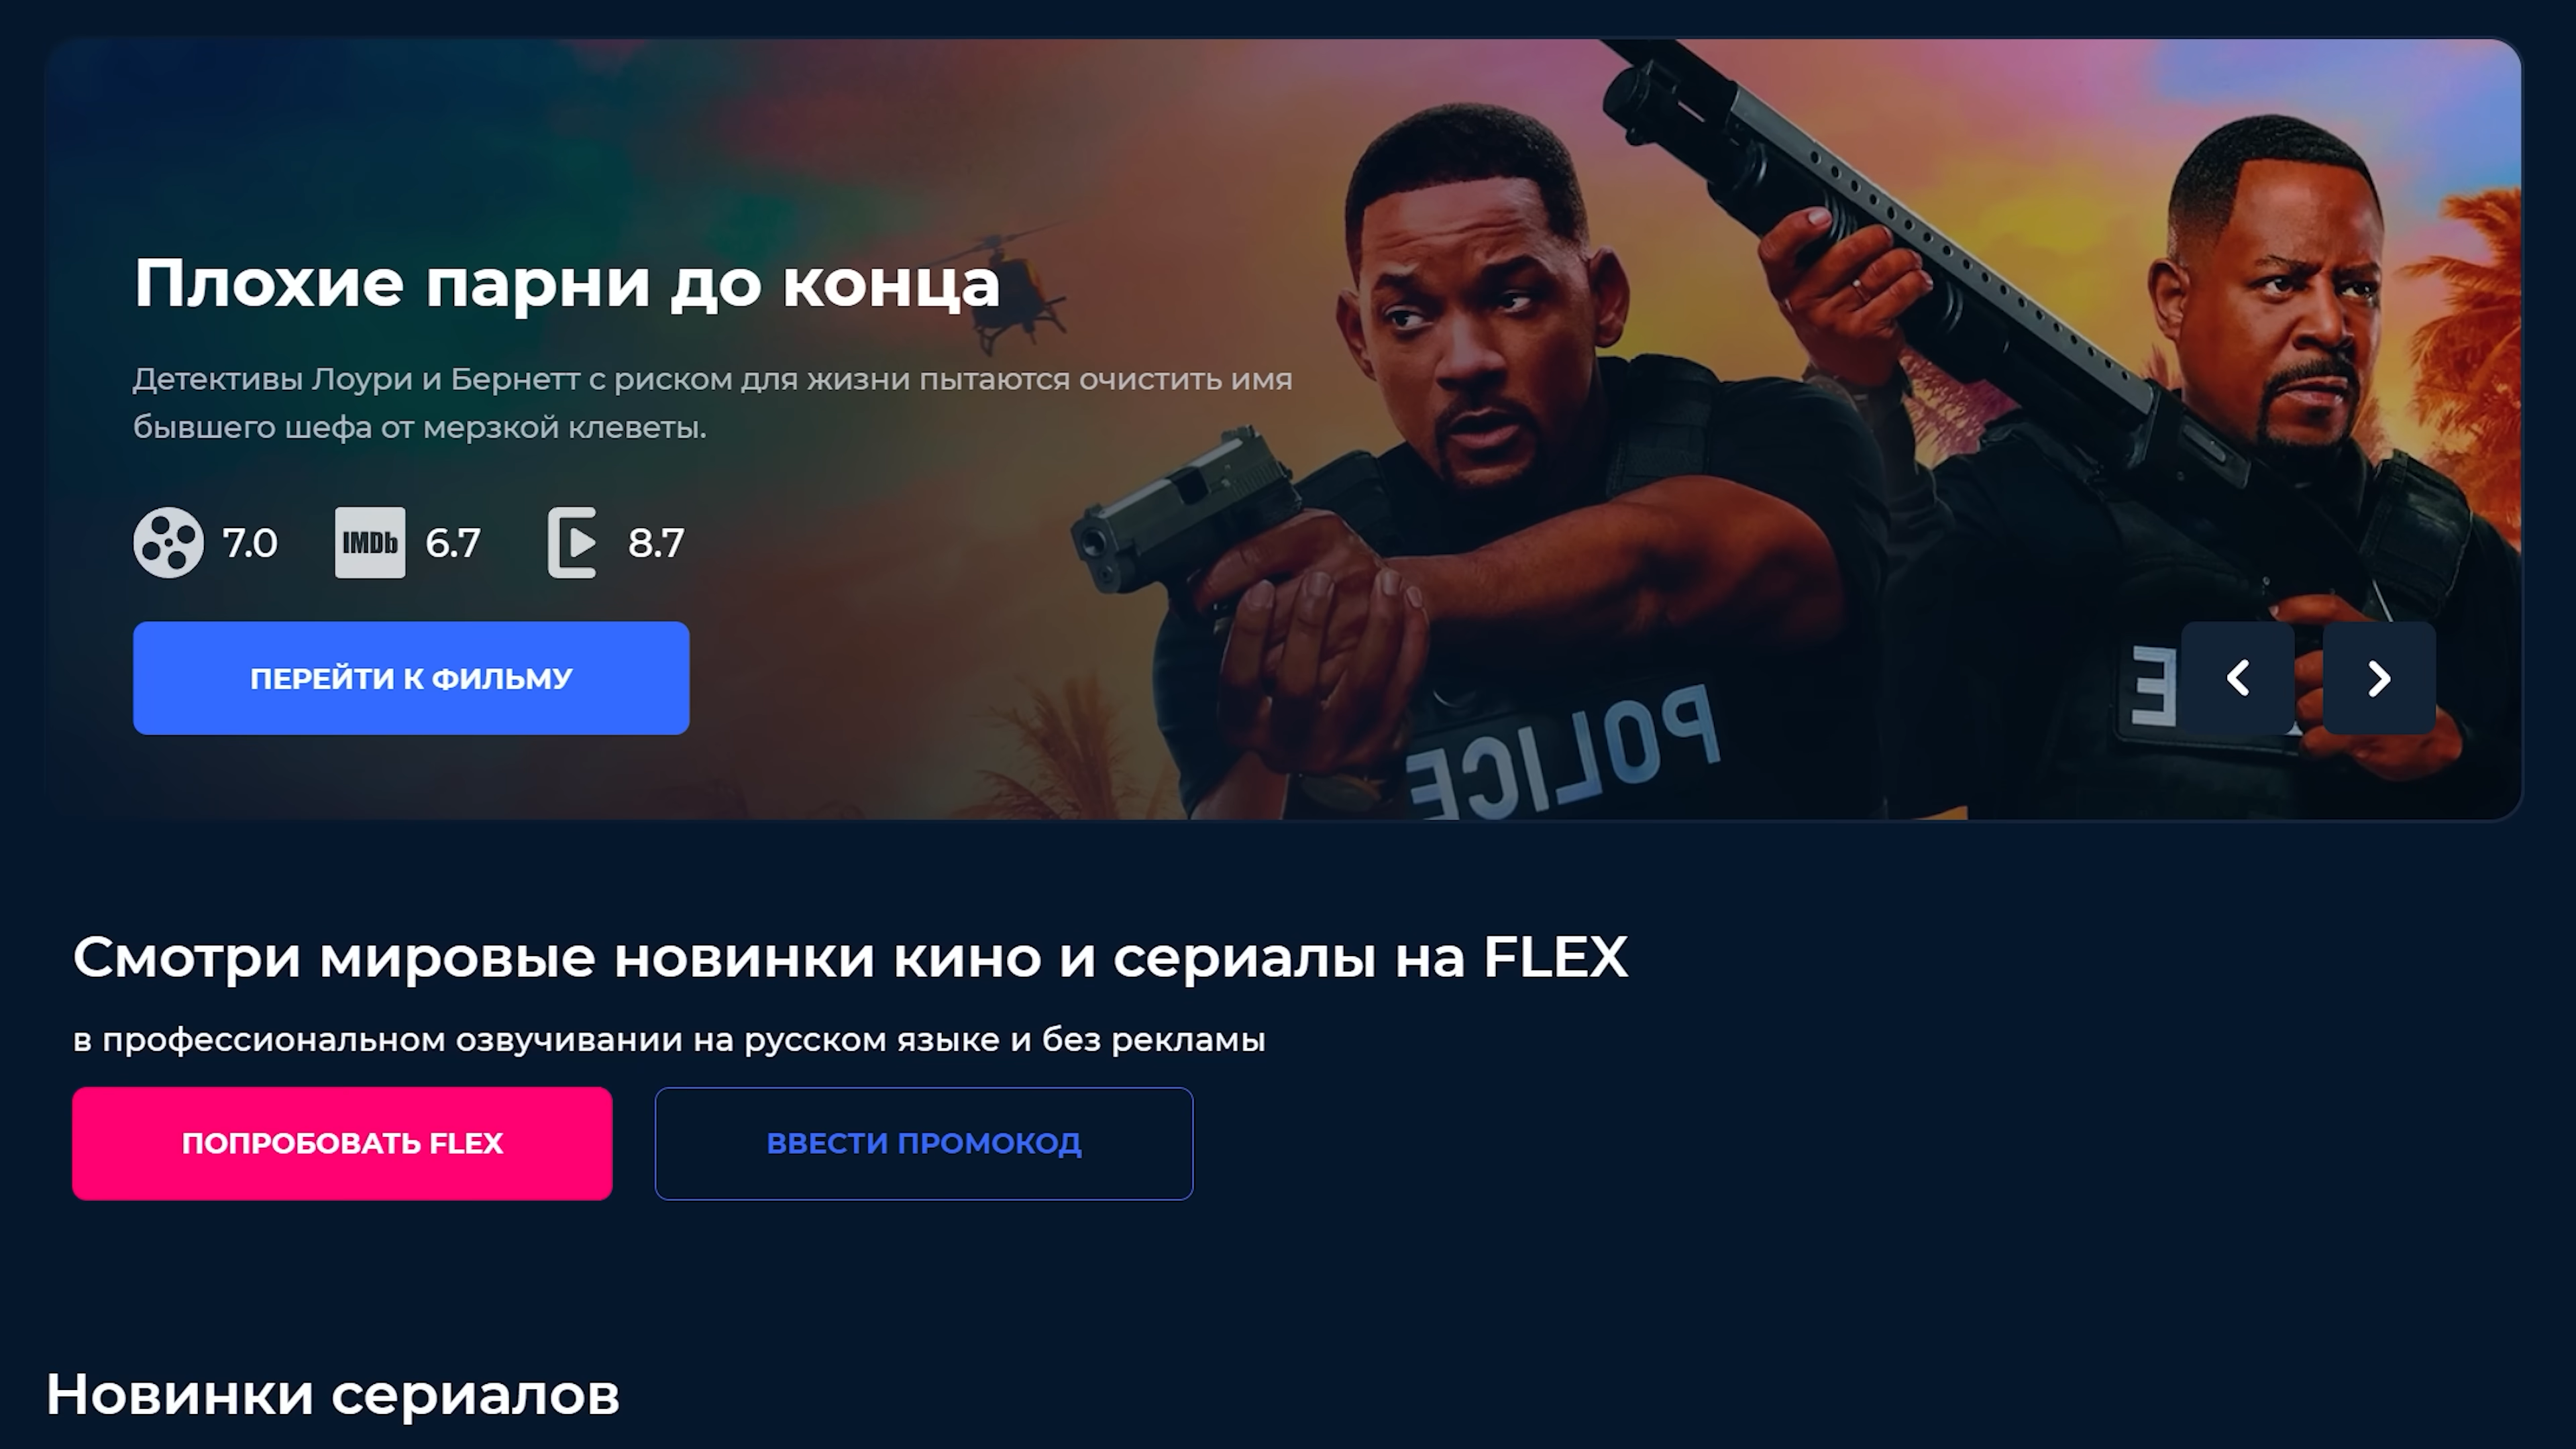 Плохие парни до конца
Детективы Лоури и Бернетт с риском для жизни пытаются очистить имя
бывшего шефа от мерзкой клеветы.
7.0 IMDb 6.7 8.7
ПЕРЕЙТИ К ФИЛЬМУ
POLICE
E
Смотри мировые новинки кино и сериалы на FLEX
в профессиональном озвучивании на русском языке и без рекламы
ПОПРОБОВАТЬ FLEX
ВВЕСТИ ПРОМОКОД
Новинки сериалов